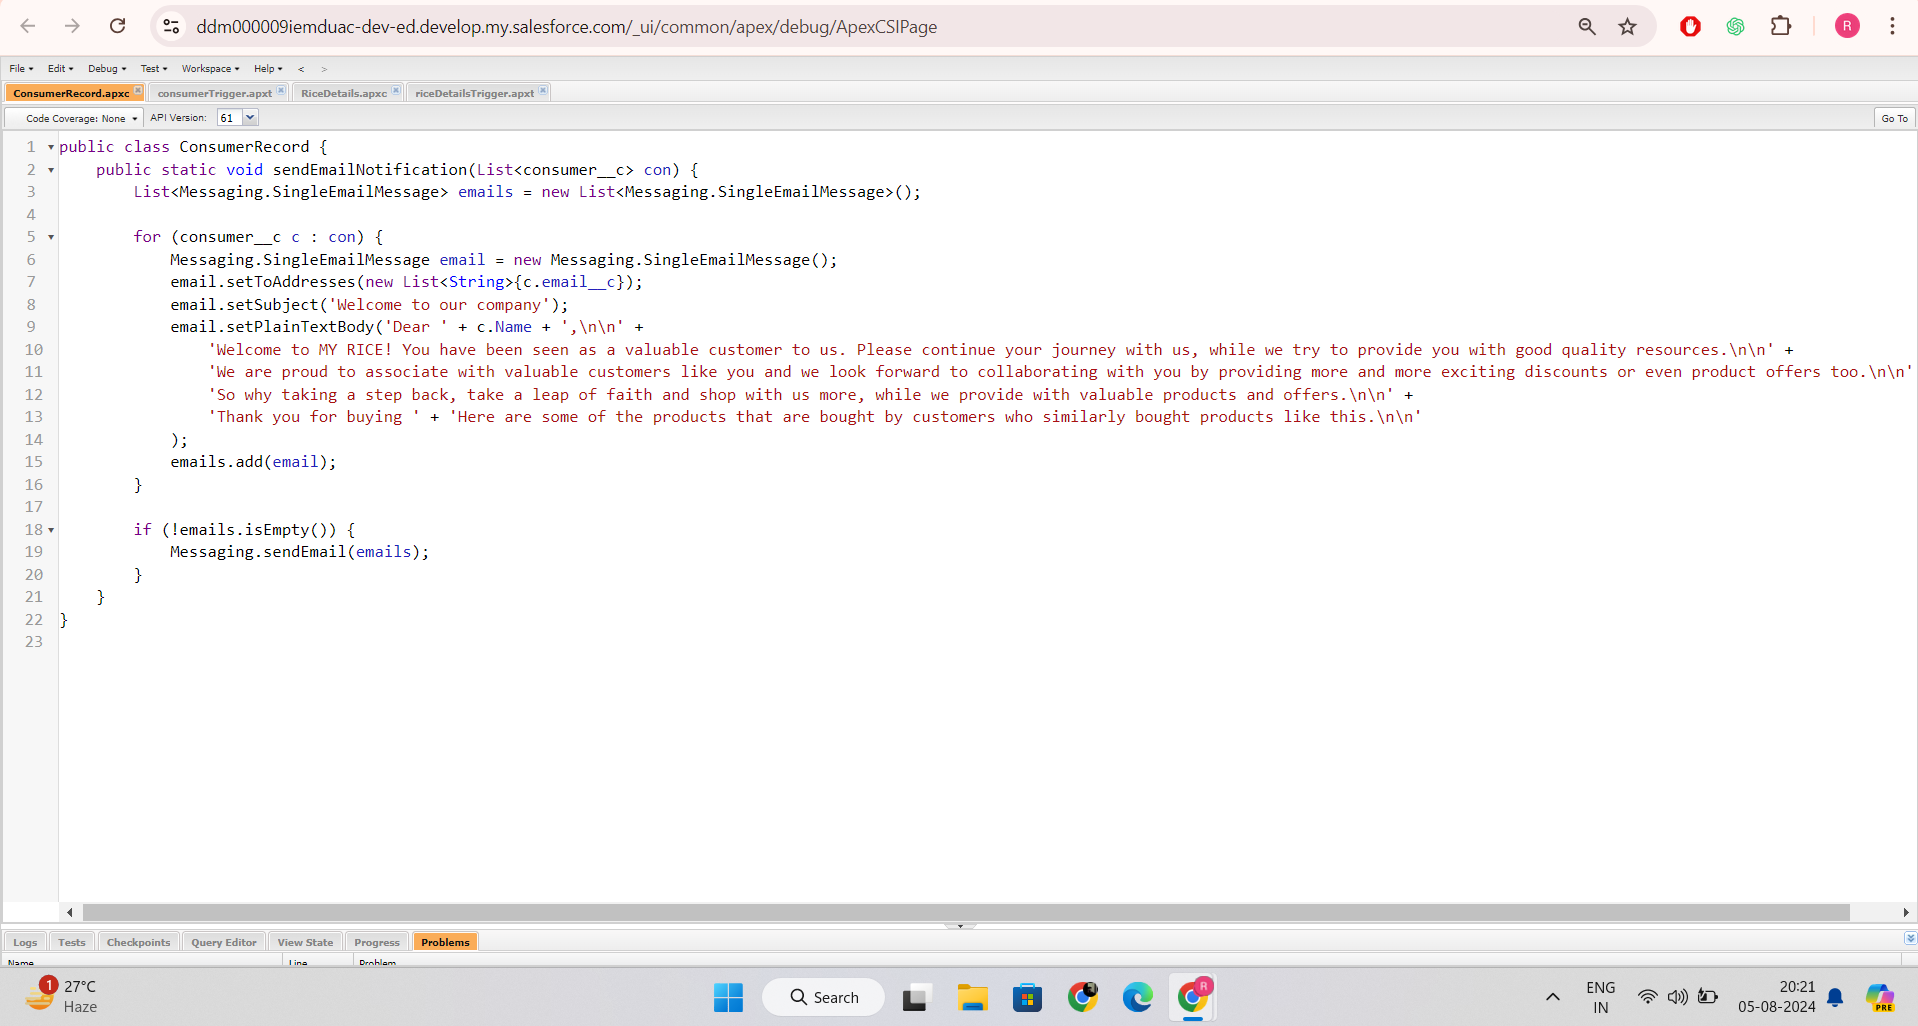 ddm000009iemduac-dev-ed.develop.my.salesforce.com/_ui/common/apex/debug/ApexCSIPage
R
File Edit Debug Test Workspace Help < >
ConsumerRecord.apxc consumerTrigger.apxt RiceDetails.apxc riceDetailsTrigger.apxt
Code Coverage: None API Version: 61 Go To
1 public class ConsumerRecord {
2 public static void sendEmailNotification(List<consumer__c> con) {
3 List<Messaging.SingleEmailMessage> emails = new List<Messaging.SingleEmailMessage>();
4
5 for (consumer__c c : con) {
6 Messaging.SingleEmailMessage email = new Messaging.SingleEmailMessage();
7 email.setToAddresses(new List<String>{c.email__c});
8 email.setSubject('Welcome to our company');
9 email.setPlainTextBody('Dear ' + c.Name + ',\n\n' +
10 'Welcome to MY RICE! You have been seen as a valuable customer to us. Please continue your journey with us, while we try to provide you with good quality resources.\n\n' +
11 'We are proud to associate with valuable customers like you and we look forward to collaborating with you by providing more and more exciting discounts or even product offers too.\n\n'
12 'So why taking a step back, take a leap of faith and shop with us more, while we provide with valuable products and offers.\n\n' +
13 'Thank you for buying ' + 'Here are some of the products that are bought by customers who similarly bought products like this.\n\n'
14 );
15 emails.add(email);
16 }
17
18 if (!emails.isEmpty()) {
19 Messaging.sendEmail(emails);
20 }
21 }
22 }
23
Logs Tests Checkpoints Query Editor View State Progress Problems
Name Line Problem
1 27°C
Haze
Search
R
ENG
IN
20:21
05-08-2024
PRE